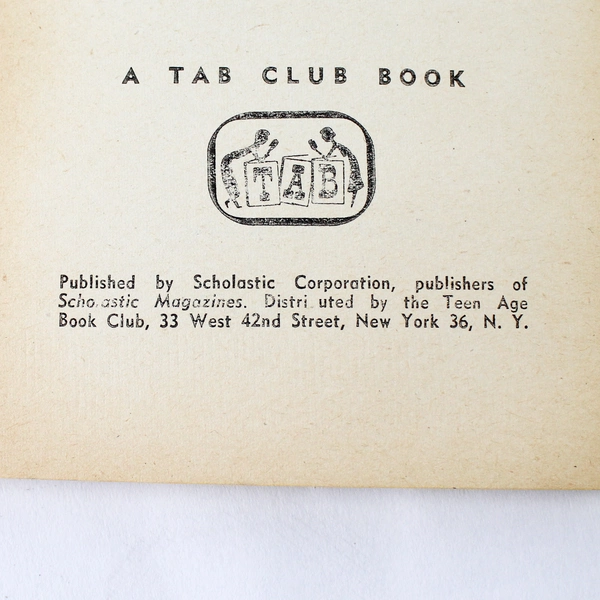 A TAB CLUB BOOK
TAB
Published by Scholastic Corporation, publishers of
Scho astic Magazines. Distri uted by the Teen Age
Book Club, 33 West 42nd Street, New York 36, N. Y.